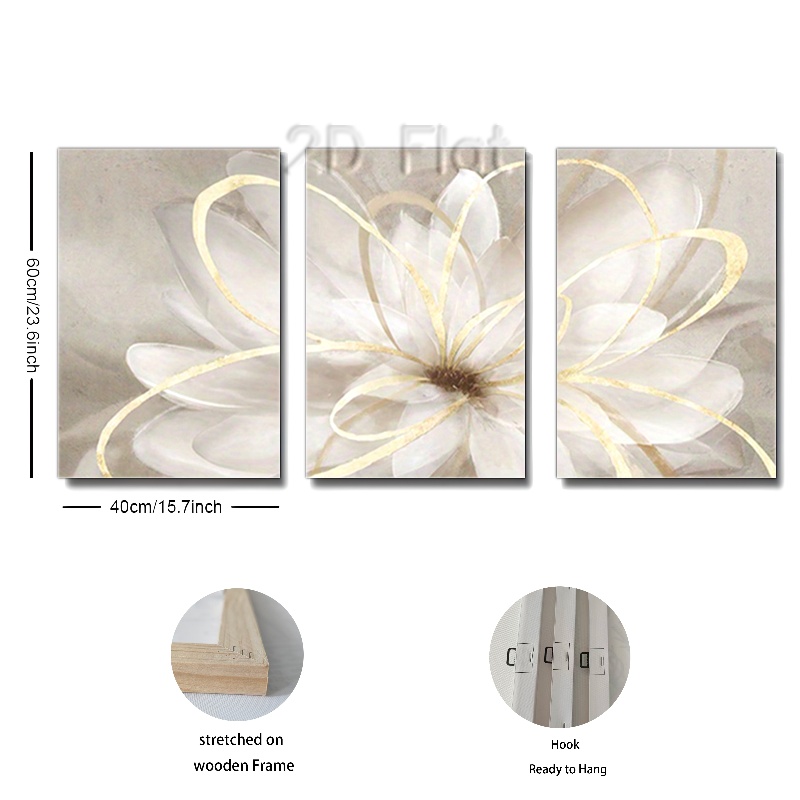 2D Flat
60cm/23.6inch
40cm/15.7inch
stretched on
wooden Frame
Hook
Ready to Hang